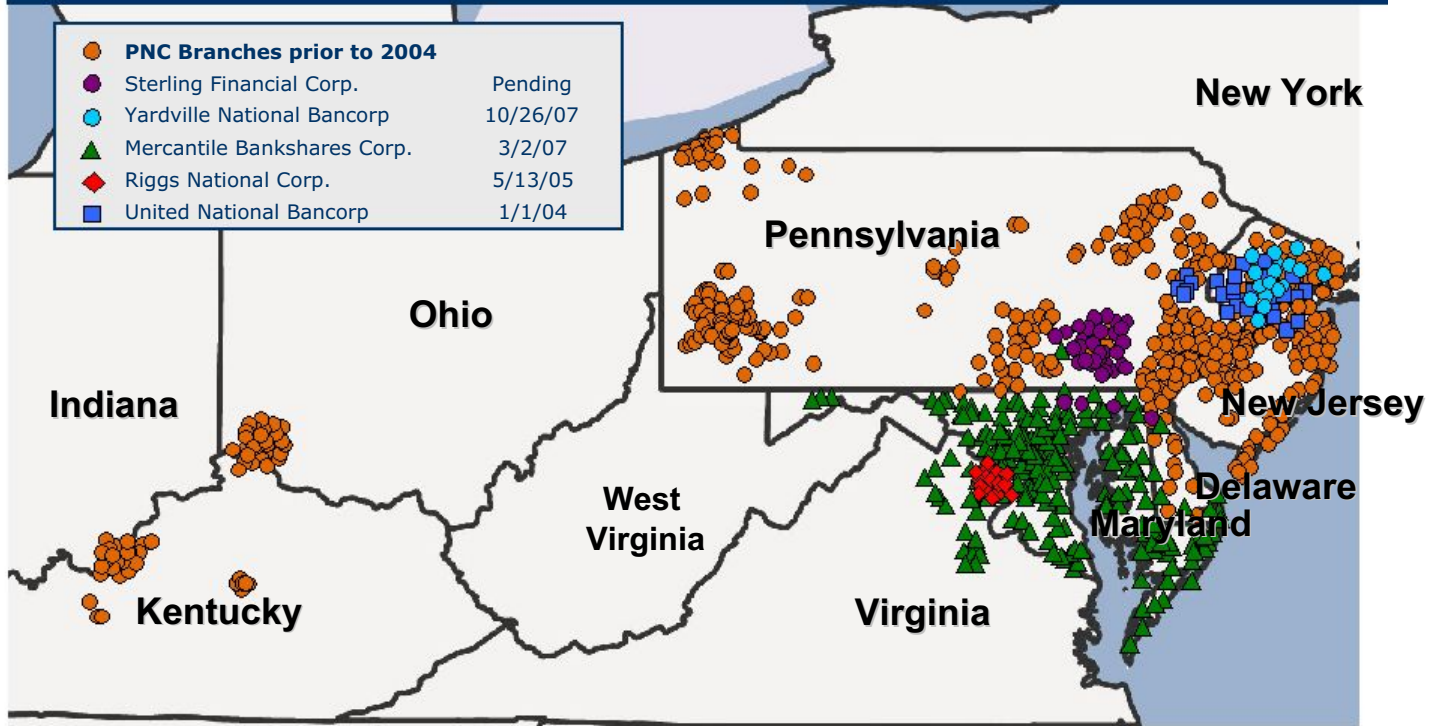 PNC Branches prior to 2004
Sterling Financial Corp. Pending
Yardville National Bancorp 10/26/07
Mercantile Bankshares Corp. 3/2/07
Riggs National Corp. 5/13/05
United National Bancorp 1/1/04
New York
Pennsylvania
Ohio
Indiana
New Jersey
West
Virginia
Delaware
Maryland
Kentucky
Virginia